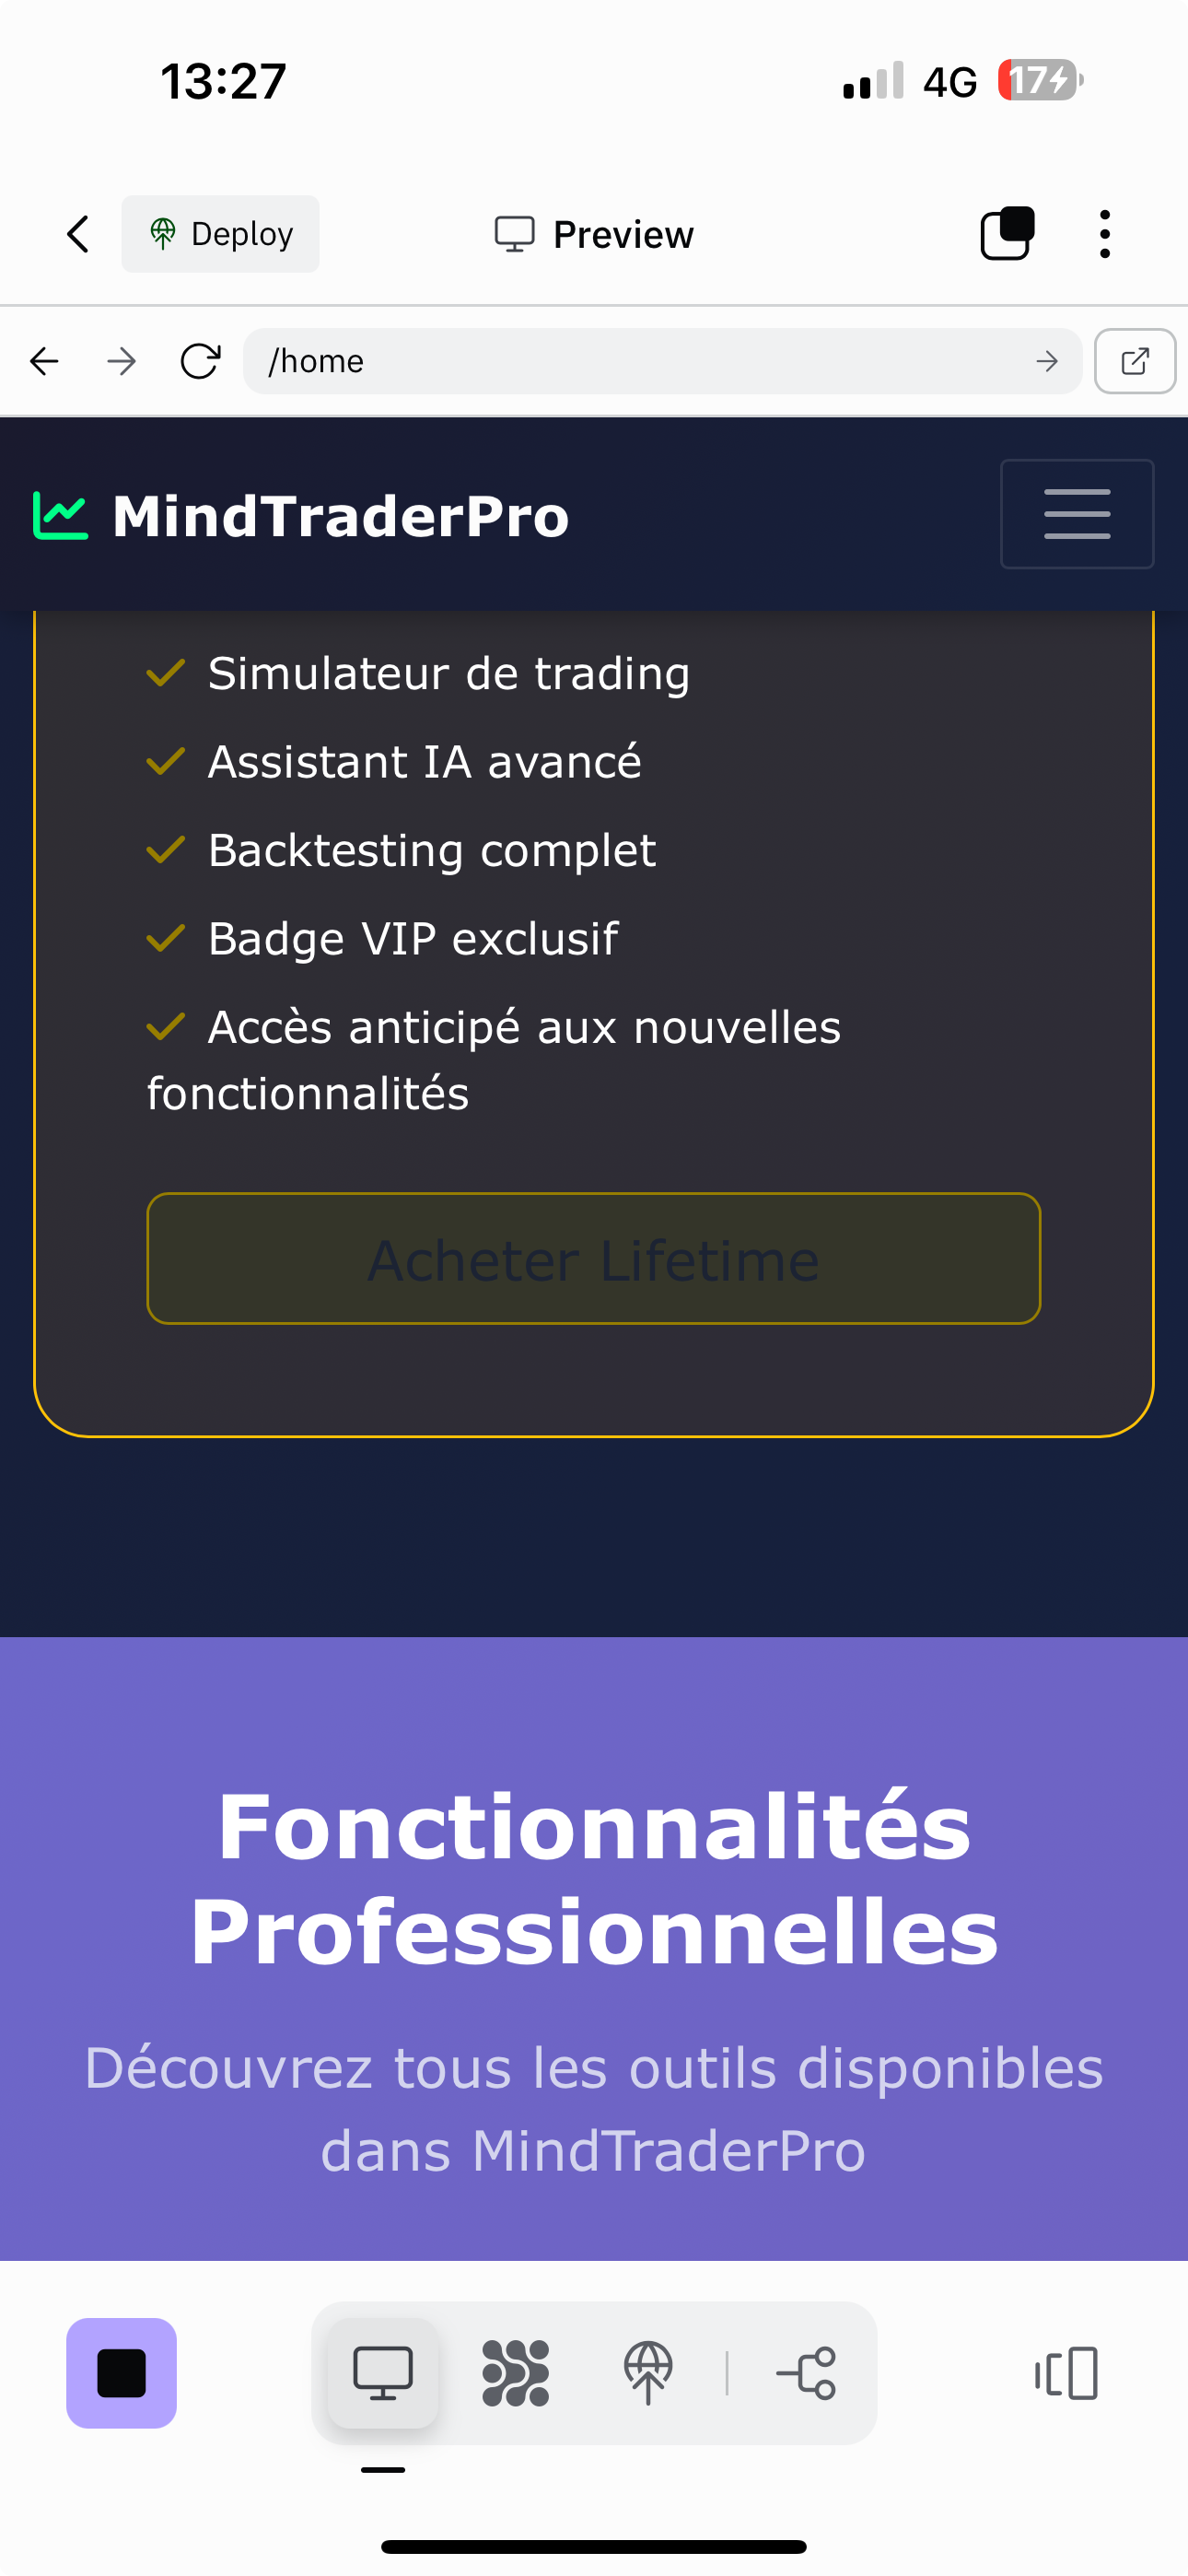 13:27
4G
17
Deploy
Preview
/home
MindTraderPro
Simulateur de trading
Assistant IA avancé
Backtesting complet
Badge VIP exclusif
Accès anticipé aux nouvelles
fonctionnalités
Acheter Lifetime
Fonctionnalités
Professionnelles
Découvrez tous les outils disponibles
dans MindTraderPro